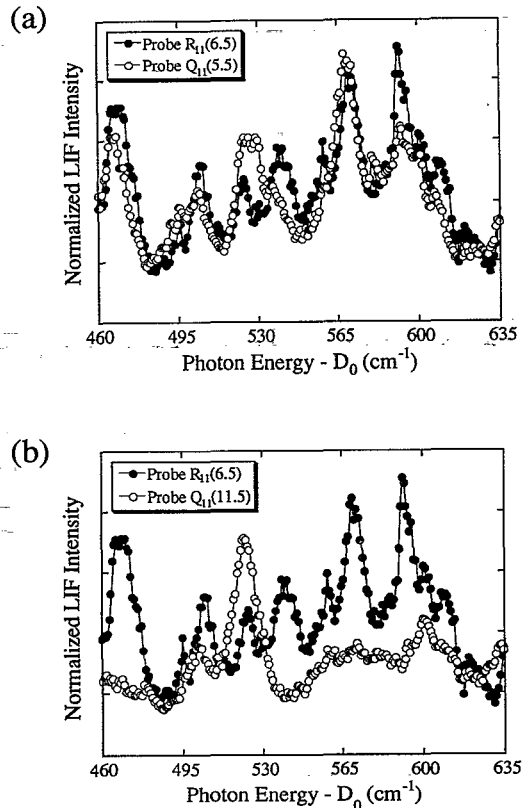 (a)
Probe R₁₁(6.5)
Probe Q₁₁(5.5)
Normalized LIF Intensity
460 495 530 565 600 635
Photon Energy - D₀ (cm⁻¹)
(b)
Probe R₁₁(6.5)
Probe Q₁₁(11.5)
Normalized LIF Intensity
460 495 530 565 600 635
Photon Energy - D₀ (cm⁻¹)